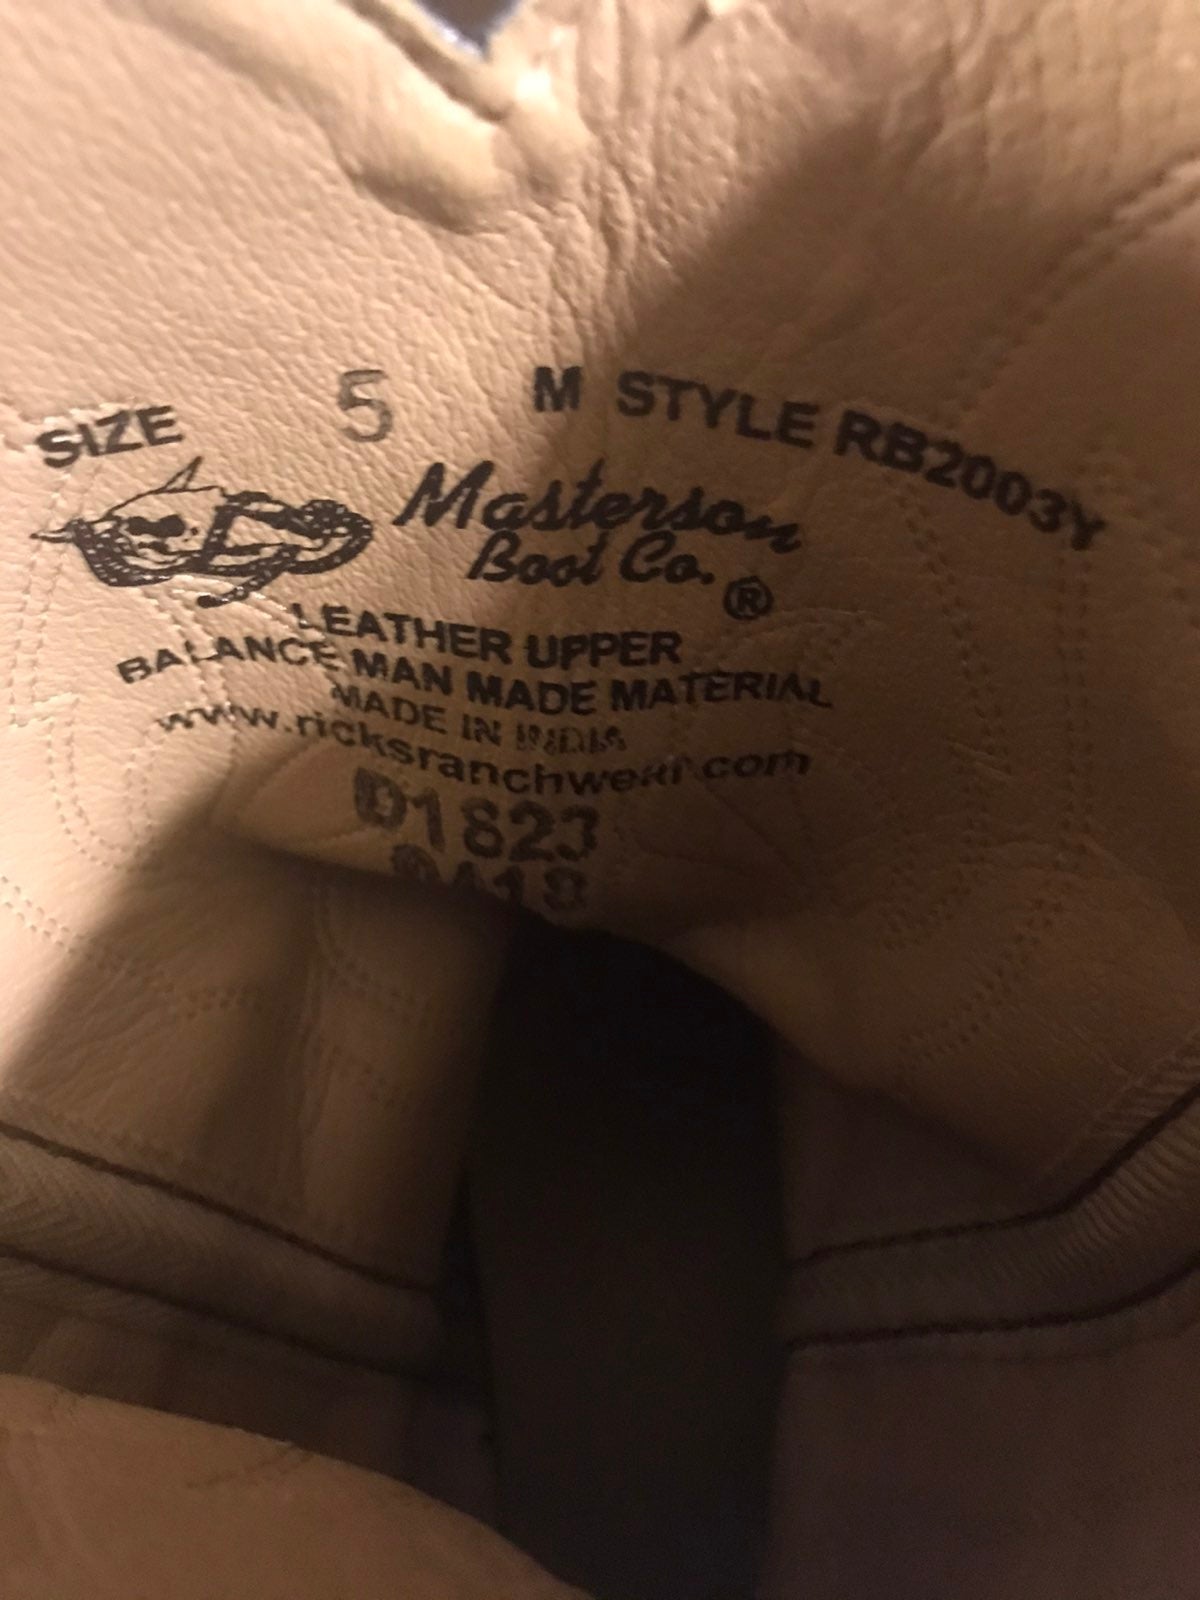 SIZE 5 M STYLE RB2003Y
Masterson
Boot Co. ®
LEATHER UPPER
BALANCE MAN MADE MATERIAL
MADE IN INDIA
www.ricksranchwear.com
D1823